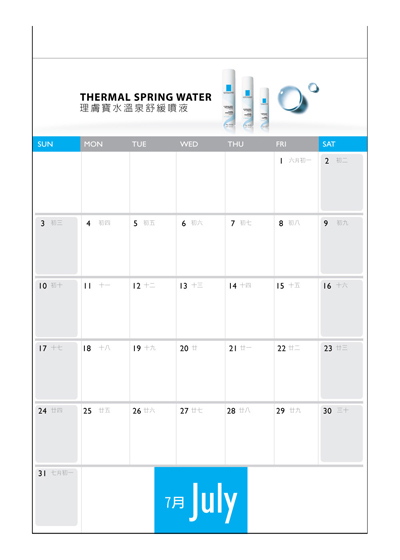 THERMAL SPRING WATER
理膚寶水溫泉舒緩噴液
SUN MON TUE WED THU FRI SAT
1 六月初一 2 初二
3 初三 4 初四 5 初五 6 初六 7 初七 8 初八 9 初九
10 初十 11 十一 12 十二 13 十三 14 十四 15 十五 16 十六
17 十七 18 十八 19 十九 20 廿 21 廿一 22 廿二 23 廿三
24 廿四 25 廿五 26 廿六 27 廿七 28 廿八 29 廿九 30 三十
31 七月初一
7月 July